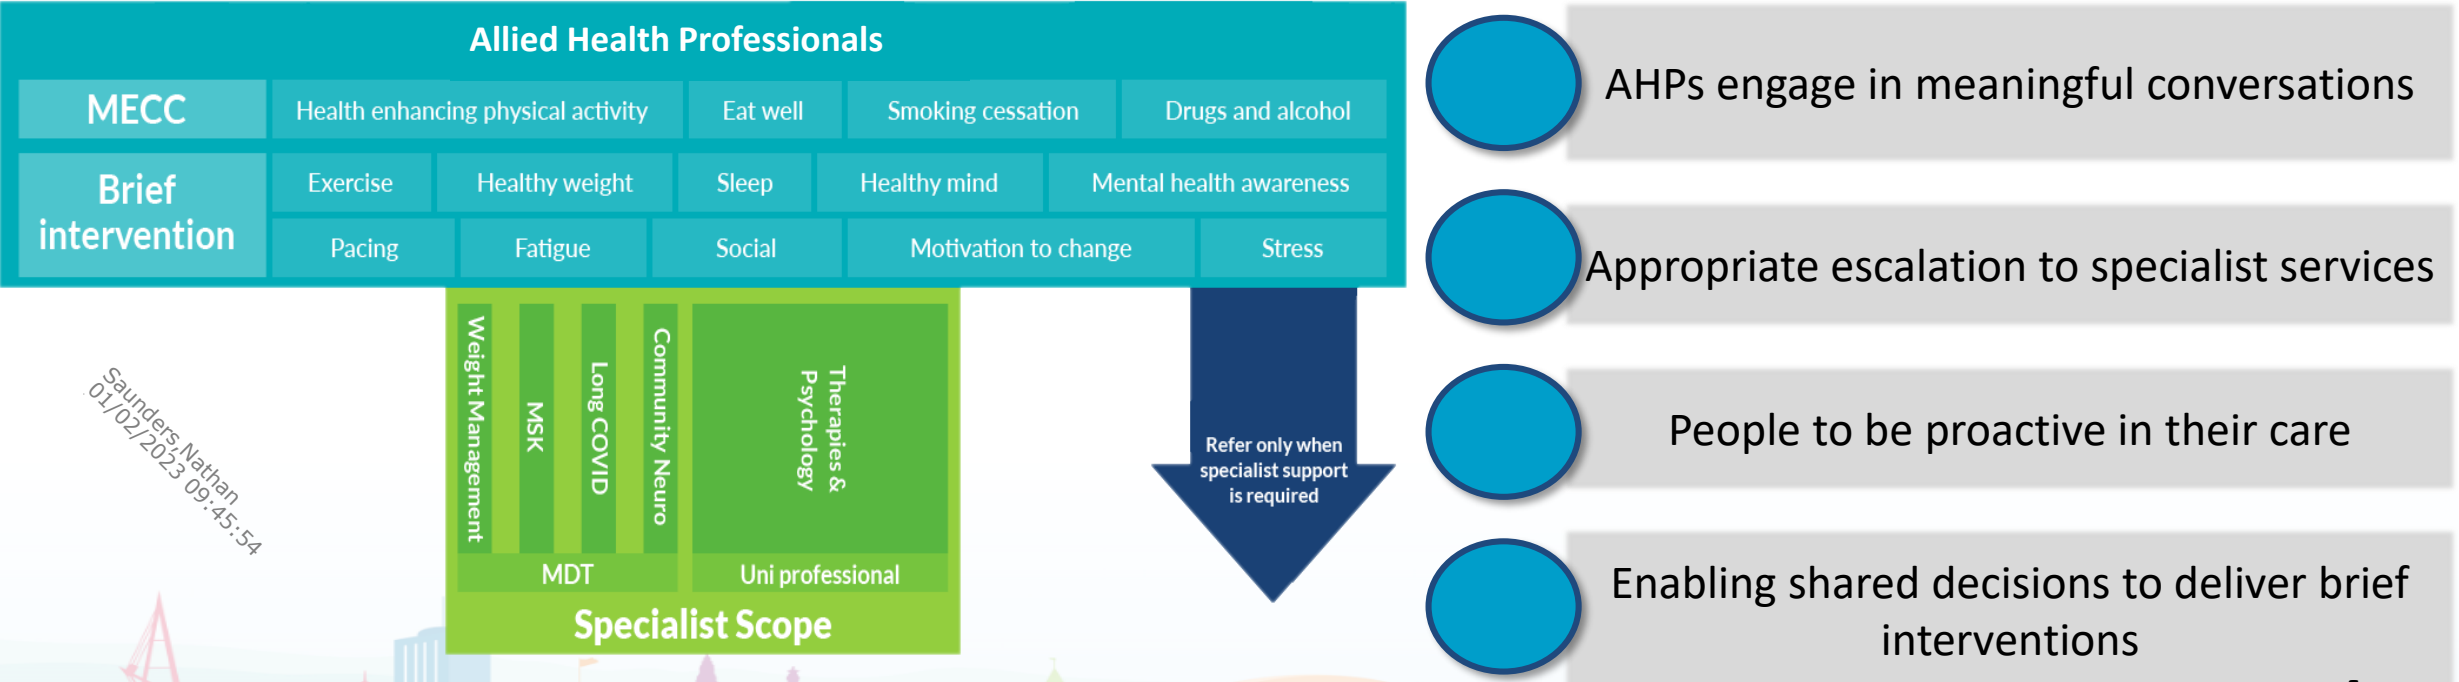 Allied Health Professionals
MECC
Health enhancing physical activity
Eat well
Smoking cessation
Drugs and alcohol
Brief
intervention
Exercise
Healthy weight
Sleep
Healthy mind
Mental health awareness
Pacing
Fatigue
Social
Motivation to change
Stress
Weight Management
MSK
Long COVID
Community Neuro
Therapies &
Psychology
MDT
Uni professional
Specialist Scope
Refer only when
specialist support
is required
Saunders,Nathan
01/02/2023 09:45:54
AHPs engage in meaningful conversations
Appropriate escalation to specialist services
People to be proactive in their care
Enabling shared decisions to deliver brief
interventions